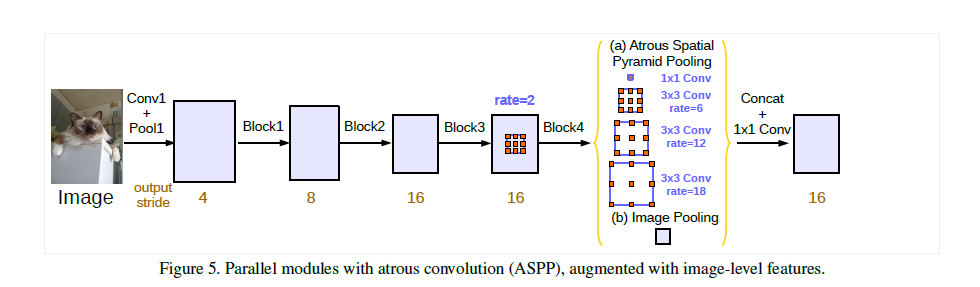 (a) Atrous Spatial
Pyramid Pooling
1x1 Conv
3x3 Conv
rate=6
3x3 Conv
rate=12
3x3 Conv
rate=18
(b) Image Pooling
Conv1
+
Pool1
Block1
Block2
Block3
rate=2
Block4
Concat
+
1x1 Conv
Image
output
stride
4
8
16
16
16
Figure 5. Parallel modules with atrous convolution (ASPP), augmented with image-level features.